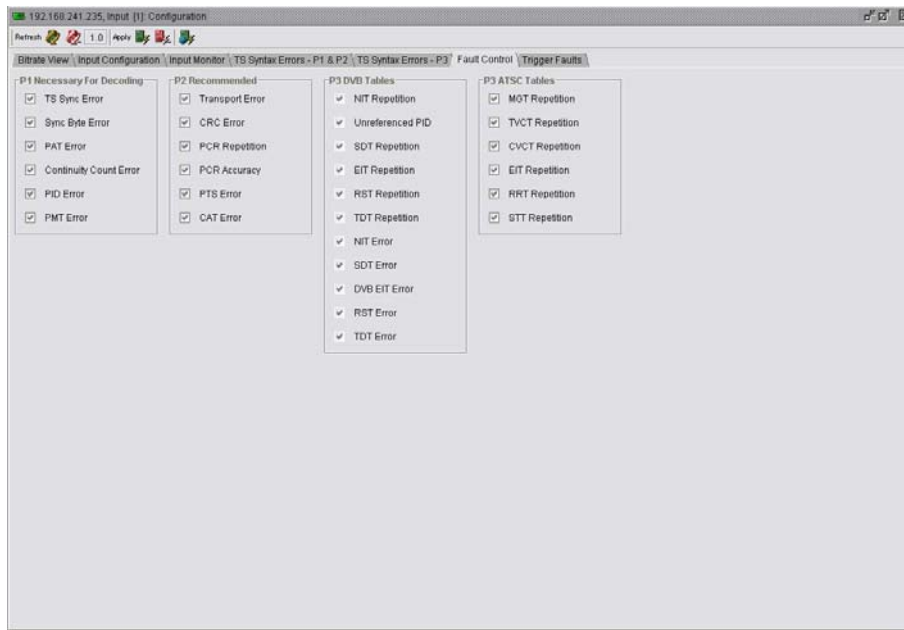 192.168.241.235, Input [1]: Configuration
Refresh 1.0 Apply
Bitrate View Input Configuration Input Monitor TS Syntax Errors - P1 & P2 TS Syntax Errors - P3 Fault Control Trigger Faults
P1 Necessary For Decoding
TS Sync Error
Sync Byte Error
PAT Error
Continuity Count Error
PID Error
PMT Error
P2 Recommended
Transport Error
CRC Error
PCR Repetition
PCR Accuracy
PTS Error
CAT Error
P3 DVB Tables
NIT Repetition
Unreferenced PID
SDT Repetition
EIT Repetition
RST Repetition
TDT Repetition
NIT Error
SDT Error
DVB EIT Error
RST Error
TDT Error
P3 ATSC Tables
MGT Repetition
TVCT Repetition
CVCT Repetition
EIT Repetition
RRT Repetition
STT Repetition